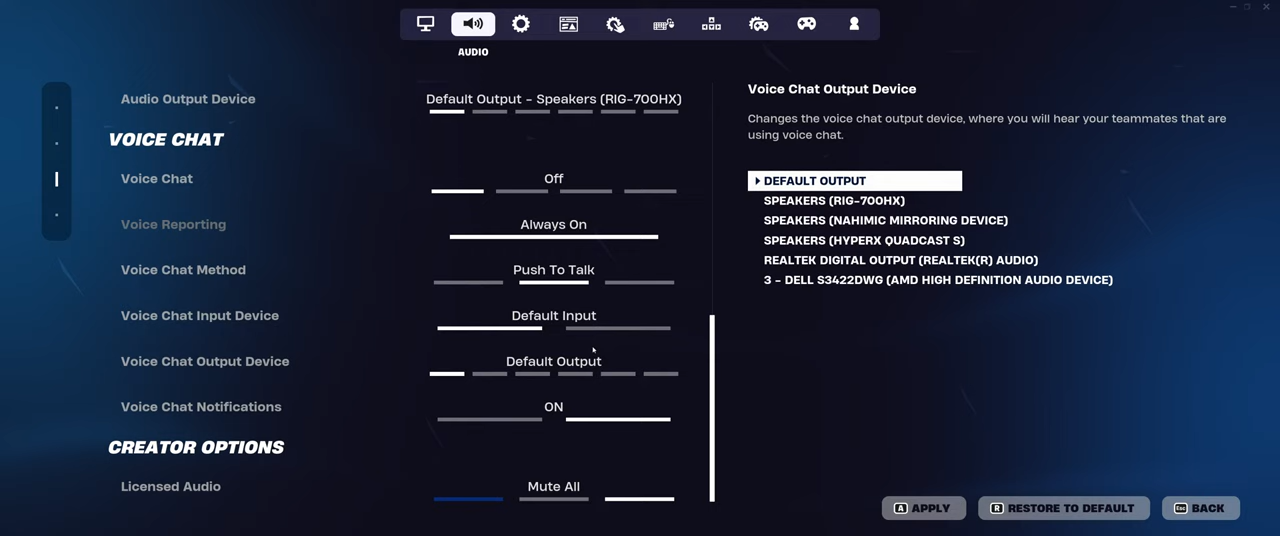 AUDIO
Audio Output Device
Default Output - Speakers (RIG-700HX)
VOICE CHAT
Voice Chat
Off
Voice Reporting
Always On
Voice Chat Method
Push To Talk
Voice Chat Input Device
Default Input
Voice Chat Output Device
Default Output
Voice Chat Notifications
ON
CREATOR OPTIONS
Licensed Audio
Mute All
Voice Chat Output Device
Changes the voice chat output device, where you will hear your teammates that are
using voice chat.
DEFAULT OUTPUT
SPEAKERS (RIG-700HX)
SPEAKERS (NAHIMIC MIRRORING DEVICE)
SPEAKERS (HYPERX QUADCAST S)
REALTEK DIGITAL OUTPUT (REALTEK(R) AUDIO)
3 - DELL S3422DWG (AMD HIGH DEFINITION AUDIO DEVICE)
A APPLY
R RESTORE TO DEFAULT
Esc BACK